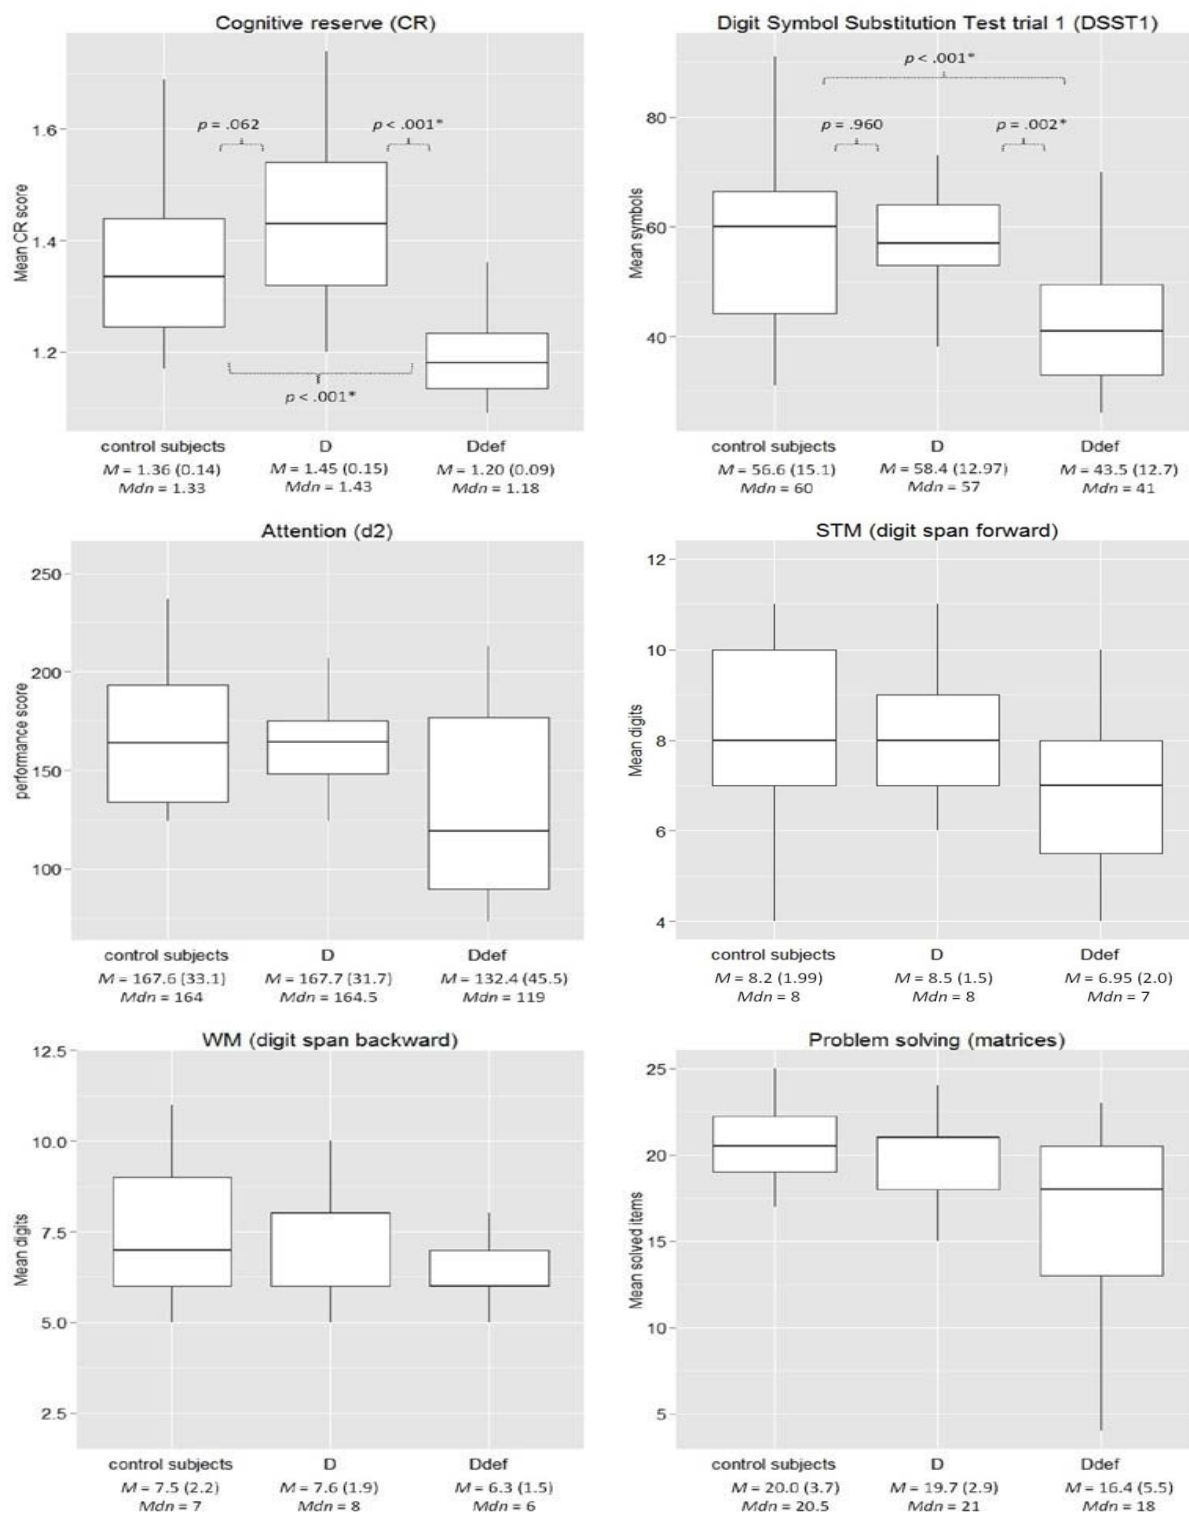 Cognitive reserve (CR)
Mean CR score
1.6
1.4
1.2
p = .062
p < .001*
p < .001*
control subjects D Ddef
M = 1.36 (0.14) M = 1.45 (0.15) M = 1.20 (0.09)
Mdn = 1.33 Mdn = 1.43 Mdn = 1.18
Digit Symbol Substitution Test trial 1 (DSST1)
Mean symbols
80
60
40
p < .001*
p = .960
p = .002*
control subjects D Ddef
M = 56.6 (15.1) M = 58.4 (12.97) M = 43.5 (12.7)
Mdn = 60 Mdn = 57 Mdn = 41
Attention (d2)
performance score
250
200
150
100
control subjects D Ddef
M = 167.6 (33.1) M = 167.7 (31.7) M = 132.4 (45.5)
Mdn = 164 Mdn = 164.5 Mdn = 119
STM (digit span forward)
Mean digits
12
10
8
6
4
control subjects D Ddef
M = 8.2 (1.99) M = 8.5 (1.5) M = 6.95 (2.0)
Mdn = 8 Mdn = 8 Mdn = 7
WM (digit span backward)
Mean digits
12.5
10.0
7.5
5.0
2.5
control subjects D Ddef
M = 7.5 (2.2) M = 7.6 (1.9) M = 6.3 (1.5)
Mdn = 7 Mdn = 8 Mdn = 6
Problem solving (matrices)
Mean solved items
25
20
15
10
5
control subjects D Ddef
M = 20.0 (3.7) M = 19.7 (2.9) M = 16.4 (5.5)
Mdn = 20.5 Mdn = 21 Mdn = 18